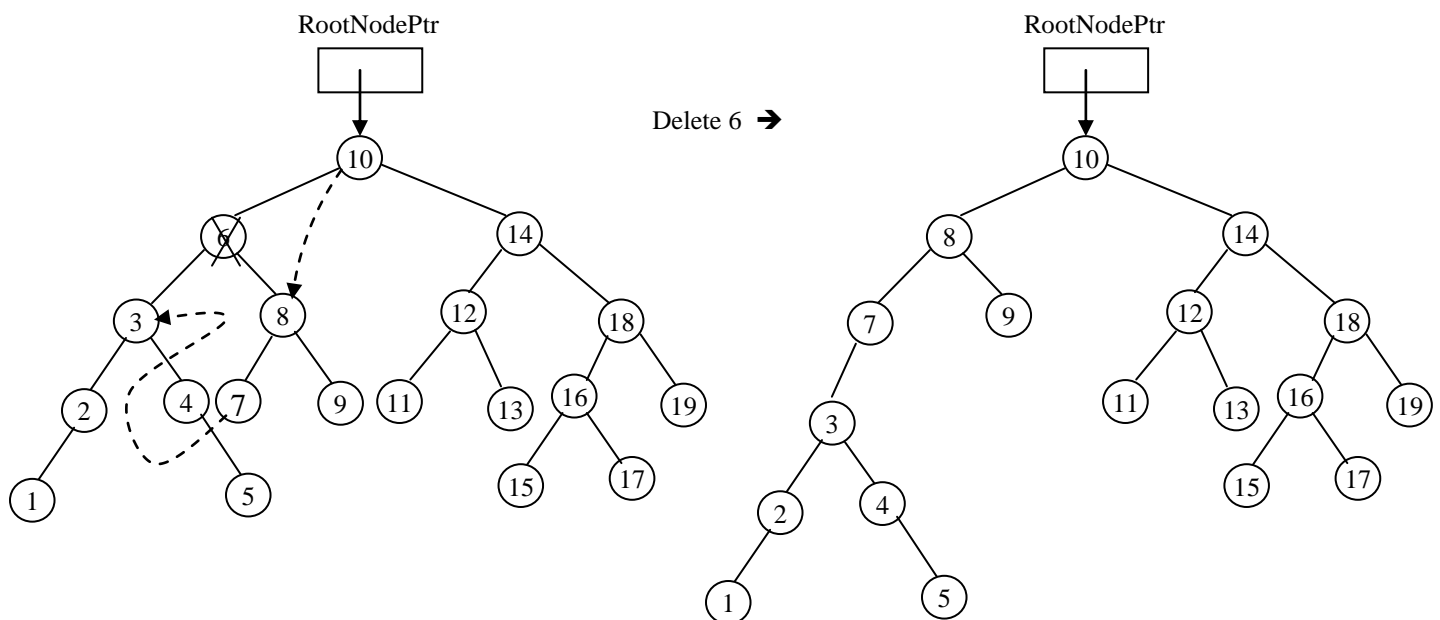 RootNodePtr RootNodePtr
Delete 6 ➔
10 10
6 14 8 14
3 8 12 18 7 9 12 18
2 4 7 9 11 13 16 19 3 11 13 16 19
1 5 15 17 2 4 15 17
1 5